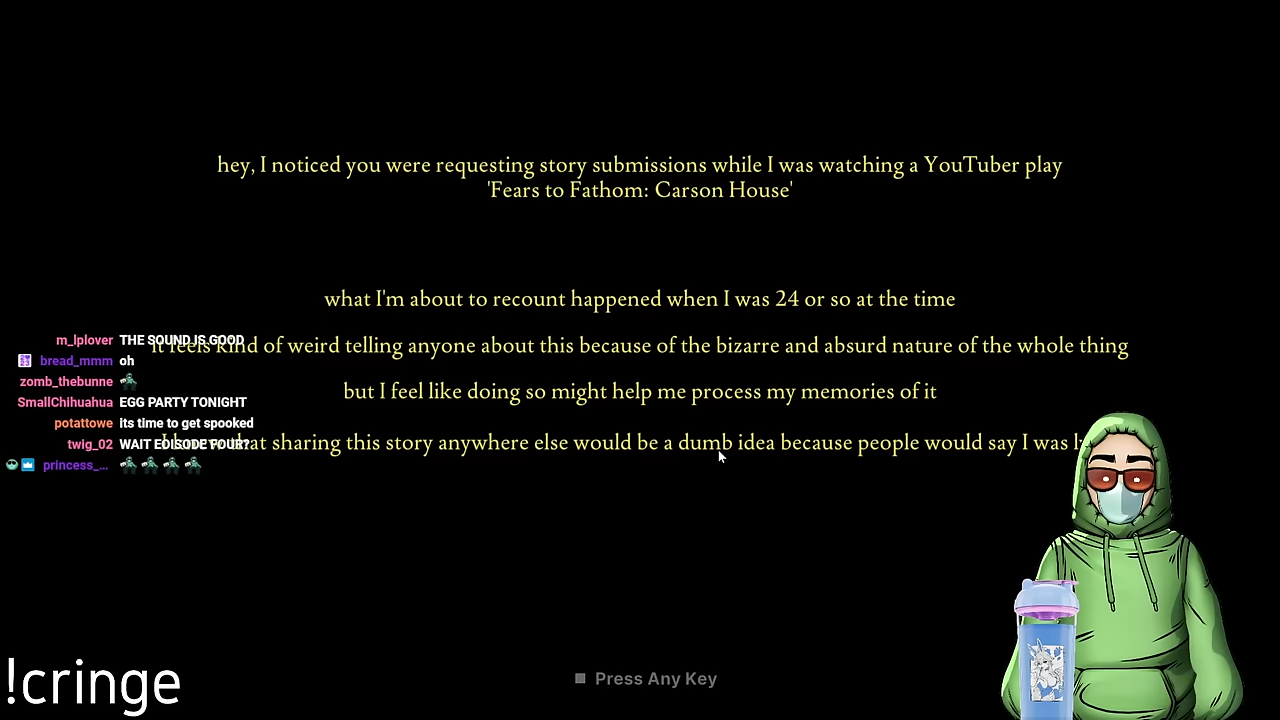 hey, I noticed you were requesting story submissions while I was watching a YouTuber play
'Fears to Fathom: Carson House'
what I'm about to recount happened when I was 24 or so at the time
m_lplover THE SOUND IS GOOD
it feels kind of weird telling anyone about this because of the bizarre and absurd nature of the whole thing
bread_mmm oh
zomb_thebunne
but I feel like doing so might help me process my memories of it
SmallChihuahua EGG PARTY TONIGHT
potattowe its time to get spooked
twig_02 WAIT EPISODE FOUR?
that sharing this story anywhere else would be a dumb idea because people would say I was
princess_...
!cringe
Press Any Key